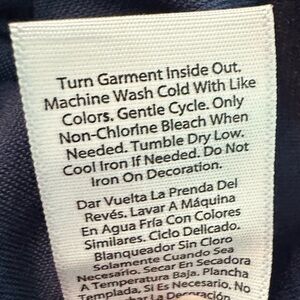 Turn Garment Inside Out.
Machine Wash Cold With Like
Colors. Gentle Cycle. Only
Non-Chlorine Bleach When
Needed. Tumble Dry Low.
Cool Iron If Needed. Do Not
Iron On Decoration.
Dar Vuelta La Prenda Del
Revés. Lavar A Máquina
En Agua Fría Con Colores
Similares. Ciclo Delicado.
Blanqueador Sin Cloro
Solamente Cuando Sea
Necesario. Secar En Secadora
A Temperatura Baja. Plancha
Templada, Si Es Necesario.
La Decoración